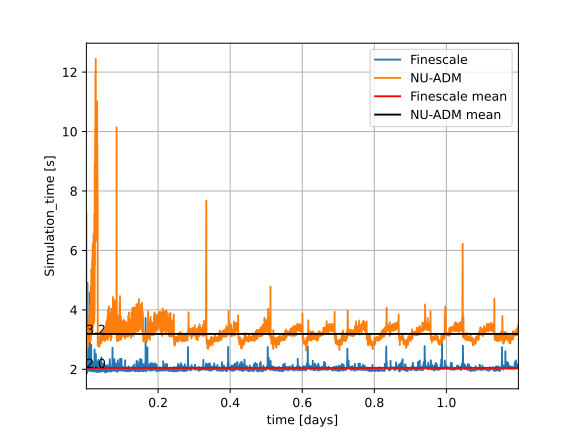 Finescale
NU-ADM
Finescale mean
NU-ADM mean
12
10
8
6
4
2
3.2
2.0
Simulation_time [s]
0.2 0.4 0.6 0.8 1.0
time [days]